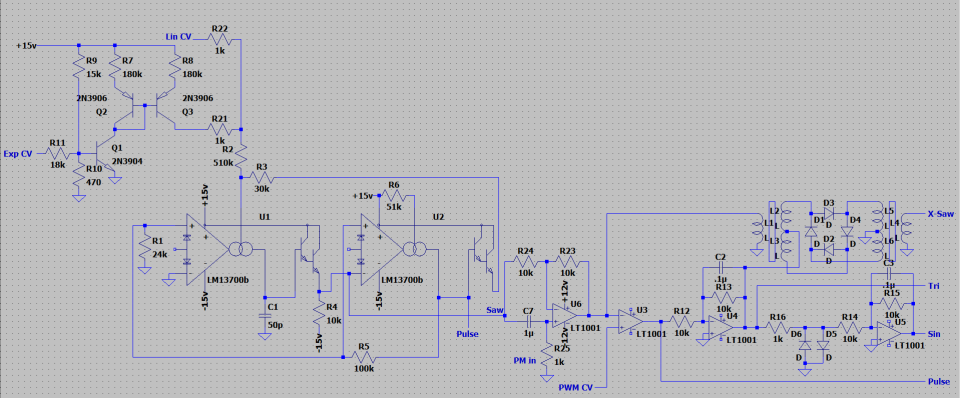 Lin CV
R22
1k
+15v
R9
15k
R7
180k
R8
180k
2N3906
Q2
2N3906
Q3
R21
1k
R11
18k
Exp CV
Q1
2N3904
R10
470
R2
510k
R3
30k
+15v
R6
51k
+15v
U1
U2
R1
24k
LM13700b
LM13700b
-15v
-15v
C1
50p
R4
10k
-15v
R5
100k
Saw
Pulse
R24
10k
R23
10k
+12v
U6
LT1001
-12v
C7
1µ
PM in
R25
1k
PWM CV
U3
LT1001
R12
10k
C2
.1µ
R13
10k
U4
LT1001
R16
1k
D6
D
D5
D
R14
10k
C3
.1µ
R15
10k
U5
LT1001
L1
L
L2
L3
L
D3
D1
D
D4
D
D2
D
L5
L4
L
L6
L
X-Saw
Tri
Sin
Pulse